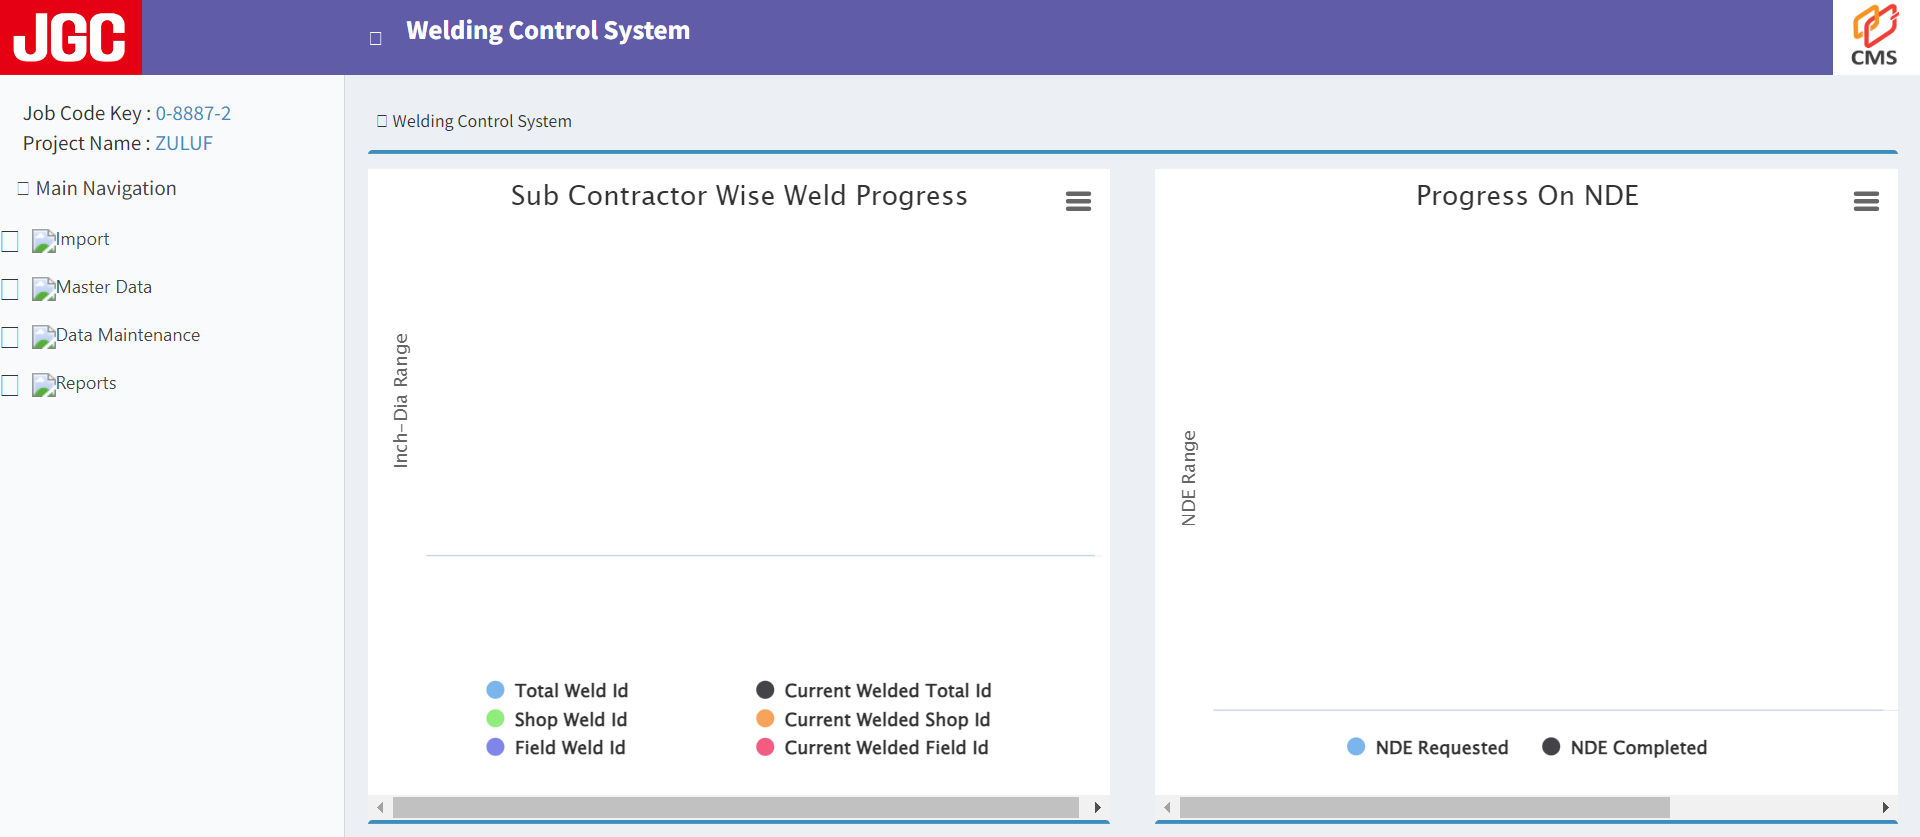 JGC
Welding Control System
CMS
Job Code Key : 0-8887-2
Project Name : ZULUF
Main Navigation
Import
Master Data
Data Maintenance
Reports
Welding Control System
Sub Contractor Wise Weld Progress
Inch-Dia Range
Total Weld Id
Current Welded Total Id
Shop Weld Id
Current Welded Shop Id
Field Weld Id
Current Welded Field Id
Progress On NDE
NDE Range
NDE Requested
NDE Completed